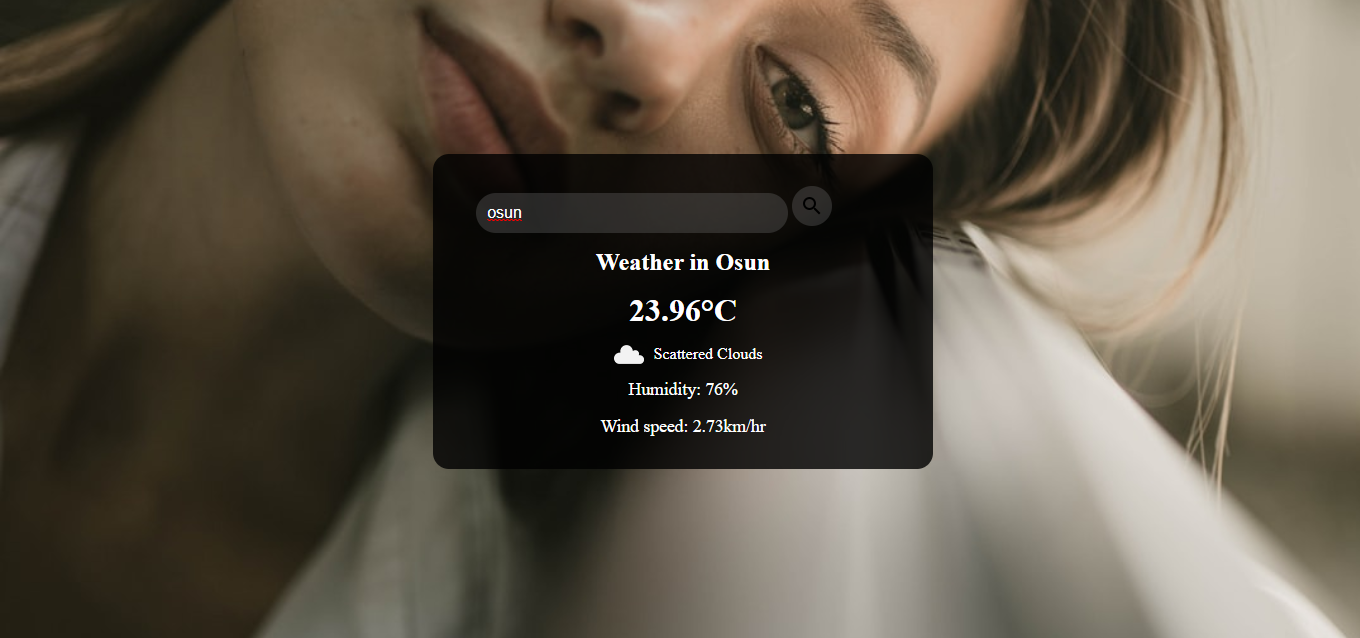 osun
Weather in Osun
23.96°C
Scattered Clouds
Humidity: 76%
Wind speed: 2.73km/hr